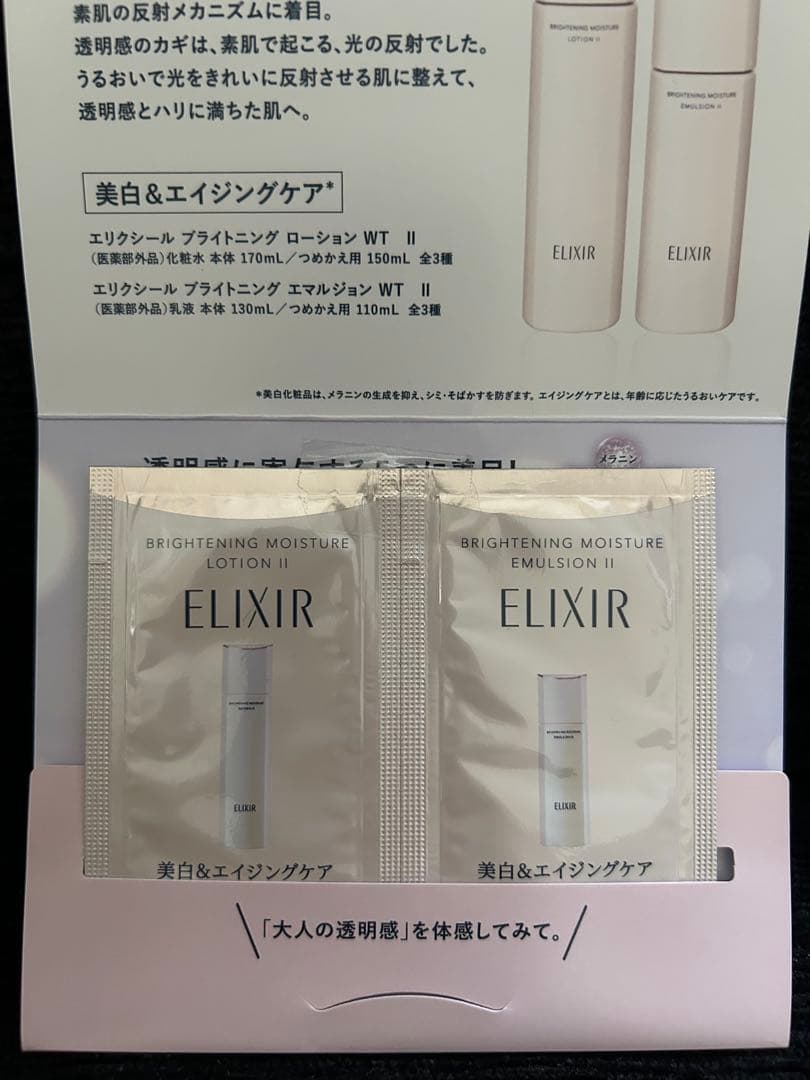 素肌の反射メカニズムに着目。
透明感のカギは、素肌で起こる、光の反射でした。
うるおいで光をきれいに反射させる肌に整えて、
透明感とハリに満ちた肌へ。
BRIGHTENING MOISTURE
LOTION II
BRIGHTENING MOISTURE
EMULSION II
ELIXIR
ELIXIR
美白&エイジングケア*
エリクシール ブライトニング ローション WT II
(医薬部外品)化粧水 本体 170mL/つめかえ用 150mL 全3種
エリクシール ブライトニング エマルジョン WT II
(医薬部外品)乳液 本体 130mL/つめかえ用 110mL 全3種
*美白化粧品は、メラニンの生成を抑え、シミ・そばかすを防ぎます。エイジングケアとは、年齢に応じたうるおいケアです。
メラニン
BRIGHTENING MOISTURE
LOTION II
ELIXIR
ELIXIR
美白&エイジングケア
BRIGHTENING MOISTURE
EMULSION II
ELIXIR
ELIXIR
美白&エイジングケア
「大人の透明感」を体感してみて。